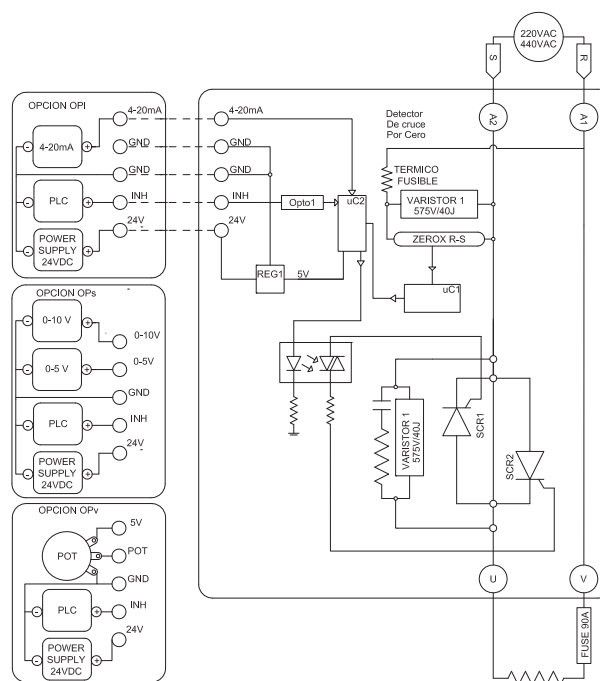 220VAC
440VAC
S
R
A2
A1
OPCION OPI
4-20mA
GND
GND
INH
24V
4-20mA
PLC
POWER
SUPPLY
24VDC
4-20mA
GND
GND
INH
24V
Opto1
uC2
REG1
5V
Detector
De cruce
Por Cero
TERMICO
FUSIBLE
VARISTOR 1
575V/40J
ZEROX R-S
uC1
OPCION OPs
0-10 V
0-10V
0-5 V
0-5V
GND
PLC
INH
24V
POWER
SUPPLY
24VDC
VARISTOR 1
575V/40J
SCR1
SCR2
OPCION OPv
5V
POT
POT
GND
PLC
INH
24V
POWER
SUPPLY
24VDC
U
V
FUSE 90A